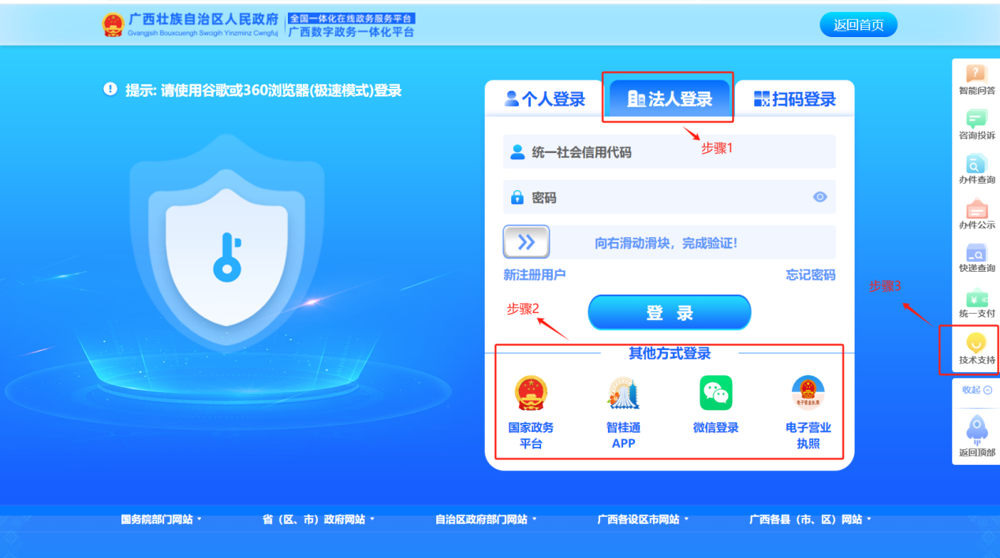 广西壮族自治区人民政府
Gvangjsih Bouxcuengh Swcigih Yinzminz Cwngfuj
全国一体化在线政务服务平台
广西数字政务一体化平台
返回首页
提示: 请使用谷歌或360浏览器(极速模式)登录
个人登录
法人登录
扫码登录
步骤1
统一社会信用代码
密码
向右滑动滑块，完成验证!
新注册用户
忘记密码
步骤2
登 录
其他方式登录
国家政务
平台
智桂通
APP
微信登录
电子营业执照
电子营业
执照
步骤3
智能问答
咨询投诉
办件查询
办件公示
快递查询
统一支付
技术支持
收起
返回顶部
国务院部门网站
省（区、市）政府网站
自治区政府部门网站
广西各设区市网站
广西各县（市、区）网站